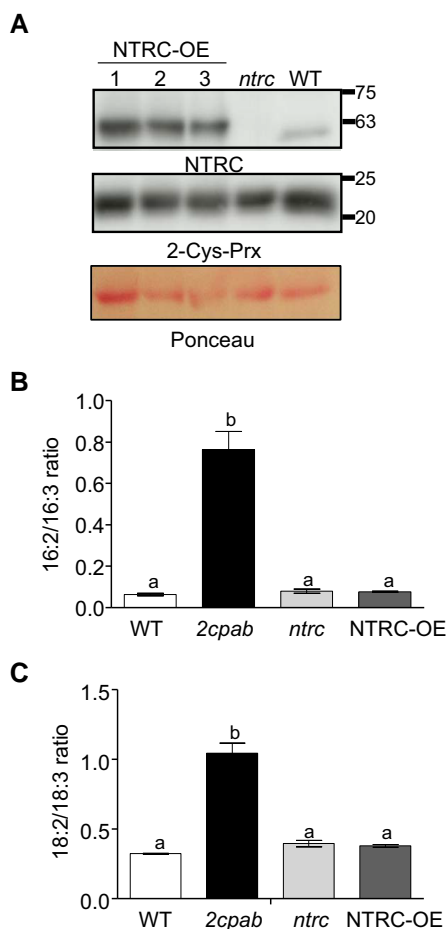 A
NTRC-OE
1 2 3 ntrc WT
75
63
NTRC
25
20
2-Cys-Prx
Ponceau
B
16:2/16:3 ratio
1.0
0.8
0.6
0.4
0.2
0.0
a b a a
WT 2cpab ntrc NTRC-OE
C
18:2/18:3 ratio
1.5
1.0
0.5
0.0
a b a a
WT 2cpab ntrc NTRC-OE